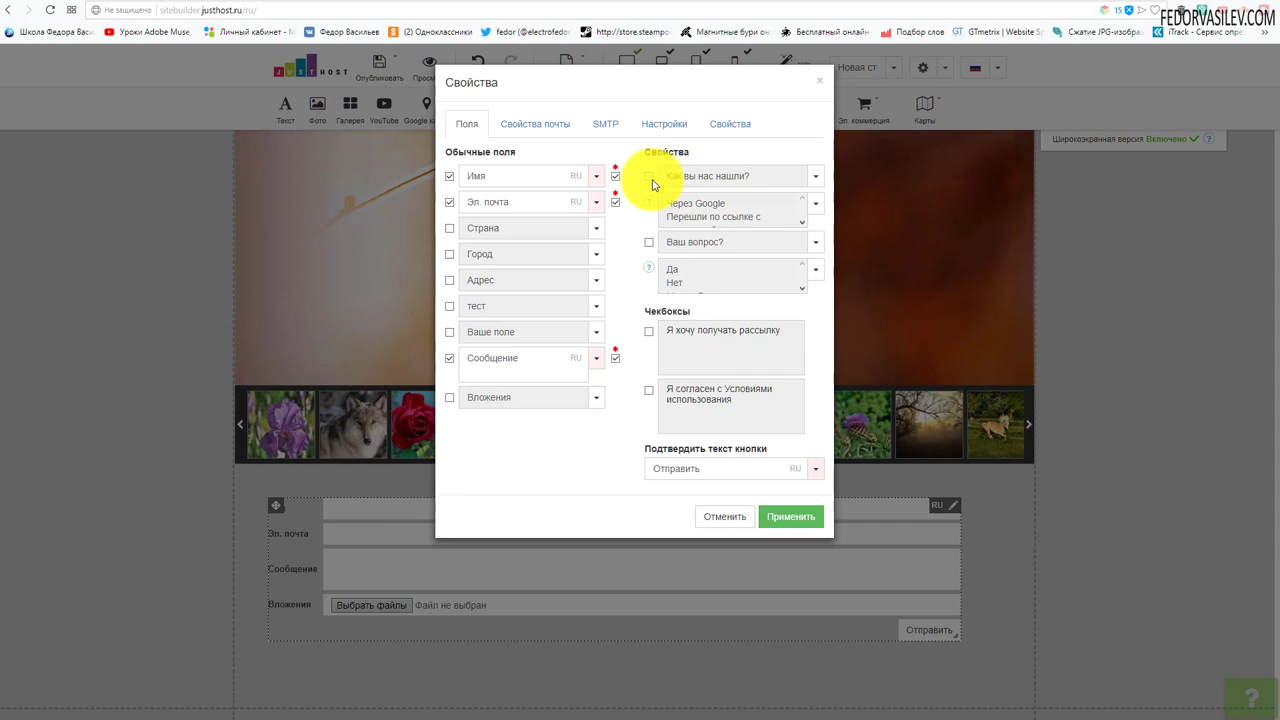 Не защищено
sitebuilder.justhost.ru/ru/
15
FEDORVASILEV.COM
Школа Федора Васи
Уроки Adobe Muse,
Личный кабинет - М
Федор Васильев
(2) Одноклассники
fedor (@electrofedor
http://store.steampo
Магнитные бури он
Бесплатный онлайн
Подбор слов
GTmetrix | Website Sp
Сжатие JPG-изобра
iTrack - Сервис опре
JUSTHOST
Опубликовать
Просм
Новая ст
Текст
Фото
Галерея
YouTube
Google к
Эл. коммерция
Карты
Широкоэкранная версия Включено
?
Свойства
×
Поля
Свойства почты
SMTP
Настройки
Свойства
Обычные поля
Имя RU
*
Эл. почта RU
*
Страна
Город
Адрес
тест
Ваше поле
Сообщение RU
*
Вложения
Свойства
Как вы нас нашли?
?
Через Google
Перешли по ссылке с
Ваш вопрос?
?
Да
Нет
Чекбоксы
Я хочу получать рассылку
Я согласен с Условиями
использования
Подтвердить текст кнопки
Отправить RU
Отменить
Применить
RU
Эл. почта
Сообщение
Вложения
Выбрать файлы
Файл не выбран
Отправить
?